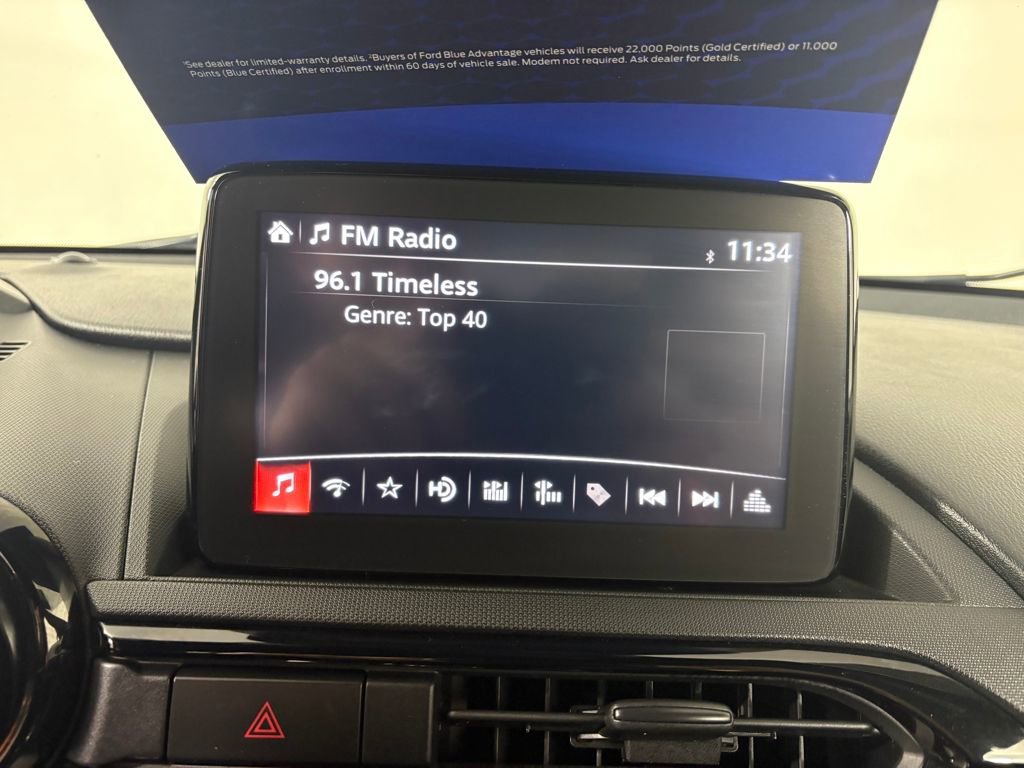 ¹See dealer for limited-warranty details. ²Buyers of Ford Blue Advantage vehicles will receive 22,000 Points (Gold Certified) or 11,000
Points (Blue Certified) after enrollment within 60 days of vehicle sale. Modem not required. Ask dealer for details.
FM Radio
11:34
96.1 Timeless
Genre: Top 40
HD